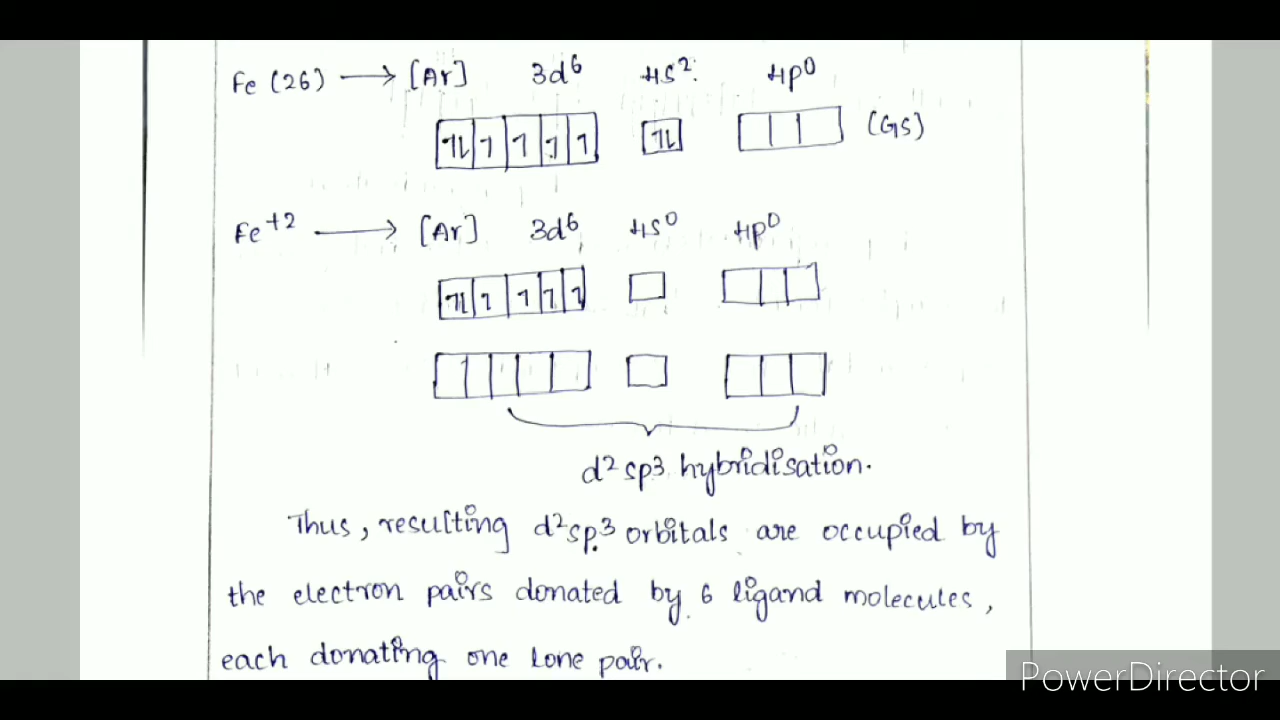 Fe (26) → [Ar] 3d⁶ 4s² 4p⁰
↿⇂ ↿ ↿ ↿ ↿ ↿⇂ (GS)
Fe⁺² → [Ar] 3d⁶ 4s⁰ 4p⁰
↿⇂ ↿ ↿ ↿ ↿
d²sp³ hybridisation.
Thus, resulting d²sp³ orbitals are occupied by
the electron pairs donated by 6 ligand molecules,
each donating one lone pair.
PowerDirector